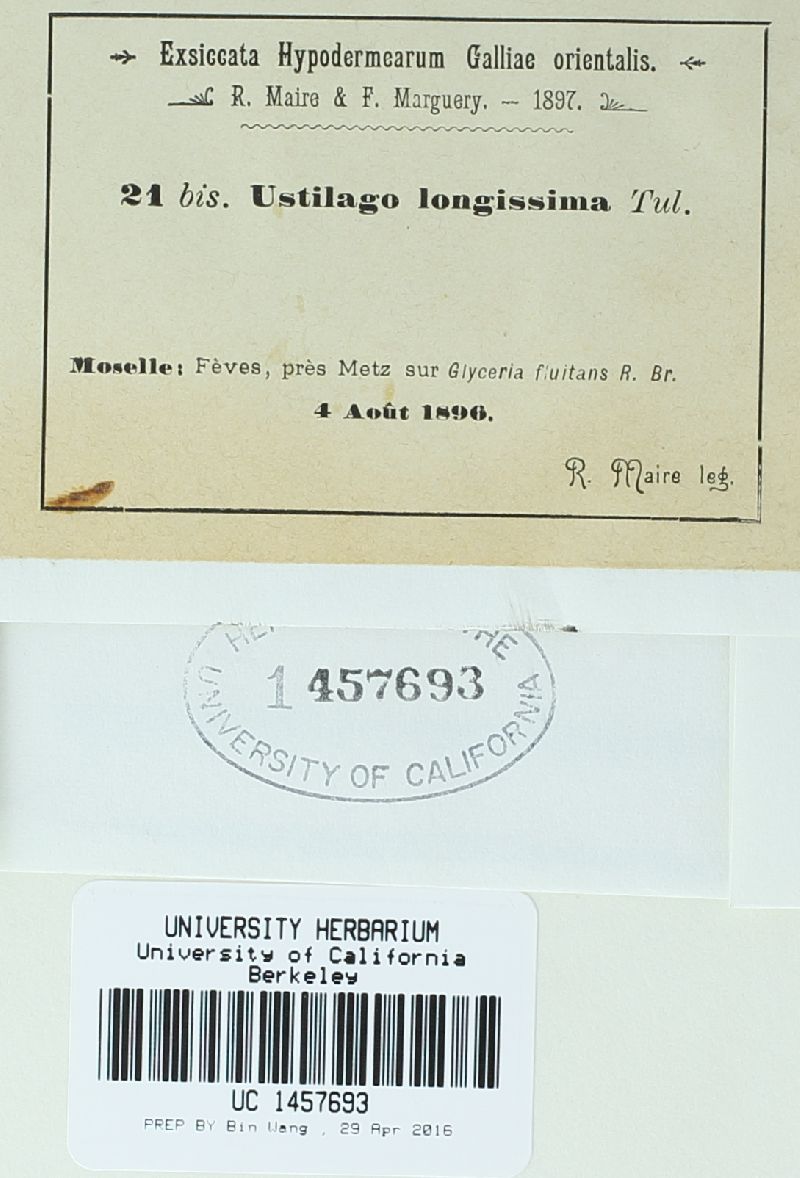 Exsiccata Hypodermearum Galliae orientalis.
R. Maire & F. Marguery. — 1897.
21 bis. Ustilago longissima Tul.
Moselle: Fèves, près Metz sur Glyceria fluitans R. Br.
4 Août 1896.
R. Maire leg.
1457693
UNIVERSITY OF CALIFORNIA
UNIVERSITY HERBARIUM
University of California
Berkeley
UC 1457693
PREP BY Bin Wang , 29 Apr 2016